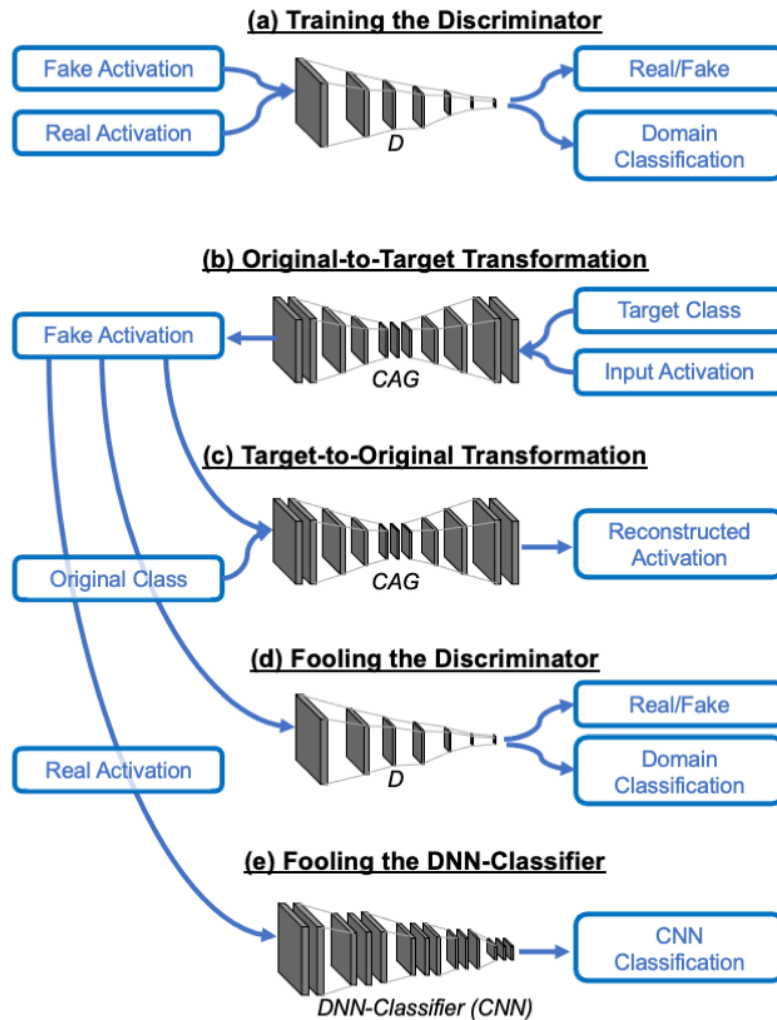 (a) Training the Discriminator
Fake Activation
Real Activation
D
Real/Fake
Domain
Classification
(b) Original-to-Target Transformation
Fake Activation
CAG
Target Class
Input Activation
(c) Target-to-Original Transformation
Original Class
CAG
Reconstructed
Activation
(d) Fooling the Discriminator
Real Activation
D
Real/Fake
Domain
Classification
(e) Fooling the DNN-Classifier
DNN-Classifier (CNN)
CNN
Classification